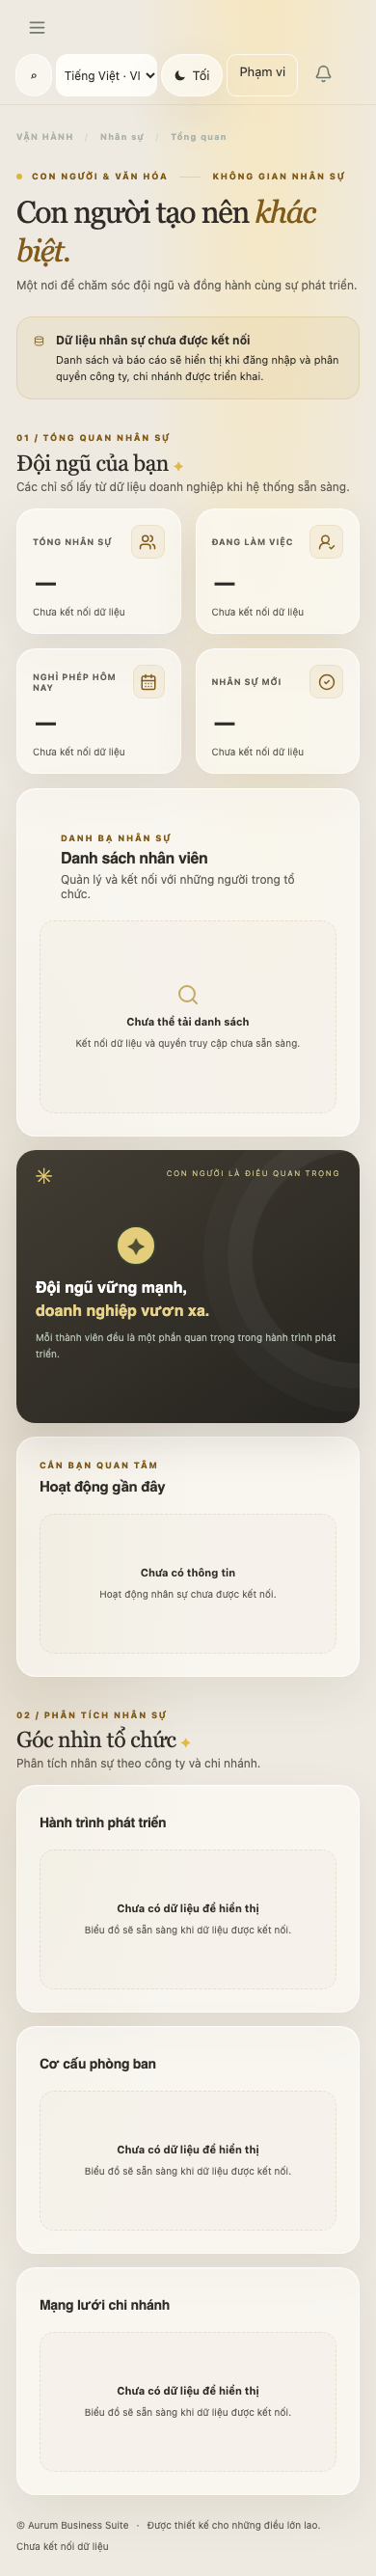 Tiếng Việt · VI
Tối
Phạm vi
VẬN HÀNH / Nhân sự / Tổng quan
CON NGƯỜI & VĂN HÓA — KHÔNG GIAN NHÂN SỰ
Con người tạo nên khác
biệt.
Một nơi để chăm sóc đội ngũ và đồng hành cùng sự phát triển.
Dữ liệu nhân sự chưa được kết nối
Danh sách và báo cáo sẽ hiển thị khi đăng nhập và phân
quyền công ty, chi nhánh được triển khai.
01 / TỔNG QUAN NHÂN SỰ
Đội ngũ của bạn
Các chỉ số lấy từ dữ liệu doanh nghiệp khi hệ thống sẵn sàng.
TỔNG NHÂN SỰ
—
Chưa kết nối dữ liệu
ĐANG LÀM VIỆC
—
Chưa kết nối dữ liệu
NGHỈ PHÉP HÔM
NAY
—
Chưa kết nối dữ liệu
NHÂN SỰ MỚI
—
Chưa kết nối dữ liệu
DANH BẠ NHÂN SỰ
Danh sách nhân viên
Quản lý và kết nối với những người trong tổ
chức.
Chưa thể tải danh sách
Kết nối dữ liệu và quyền truy cập chưa sẵn sàng.
CON NGƯỜI LÀ ĐIỀU QUAN TRỌNG
Đội ngũ vững mạnh,
doanh nghiệp vươn xa.
Mỗi thành viên đều là một phần quan trọng trong hành trình phát
triển.
CẦN BẠN QUAN TÂM
Hoạt động gần đây
Chưa có thông tin
Hoạt động nhân sự chưa được kết nối.
02 / PHÂN TÍCH NHÂN SỰ
Góc nhìn tổ chức
Phân tích nhân sự theo công ty và chi nhánh.
Hành trình phát triển
Chưa có dữ liệu để hiển thị
Biểu đồ sẽ sẵn sàng khi dữ liệu được kết nối.
Cơ cấu phòng ban
Chưa có dữ liệu để hiển thị
Biểu đồ sẽ sẵn sàng khi dữ liệu được kết nối.
Mạng lưới chi nhánh
Chưa có dữ liệu để hiển thị
Biểu đồ sẽ sẵn sàng khi dữ liệu được kết nối.
© Aurum Business Suite · Được thiết kế cho những điều lớn lao.
Chưa kết nối dữ liệu